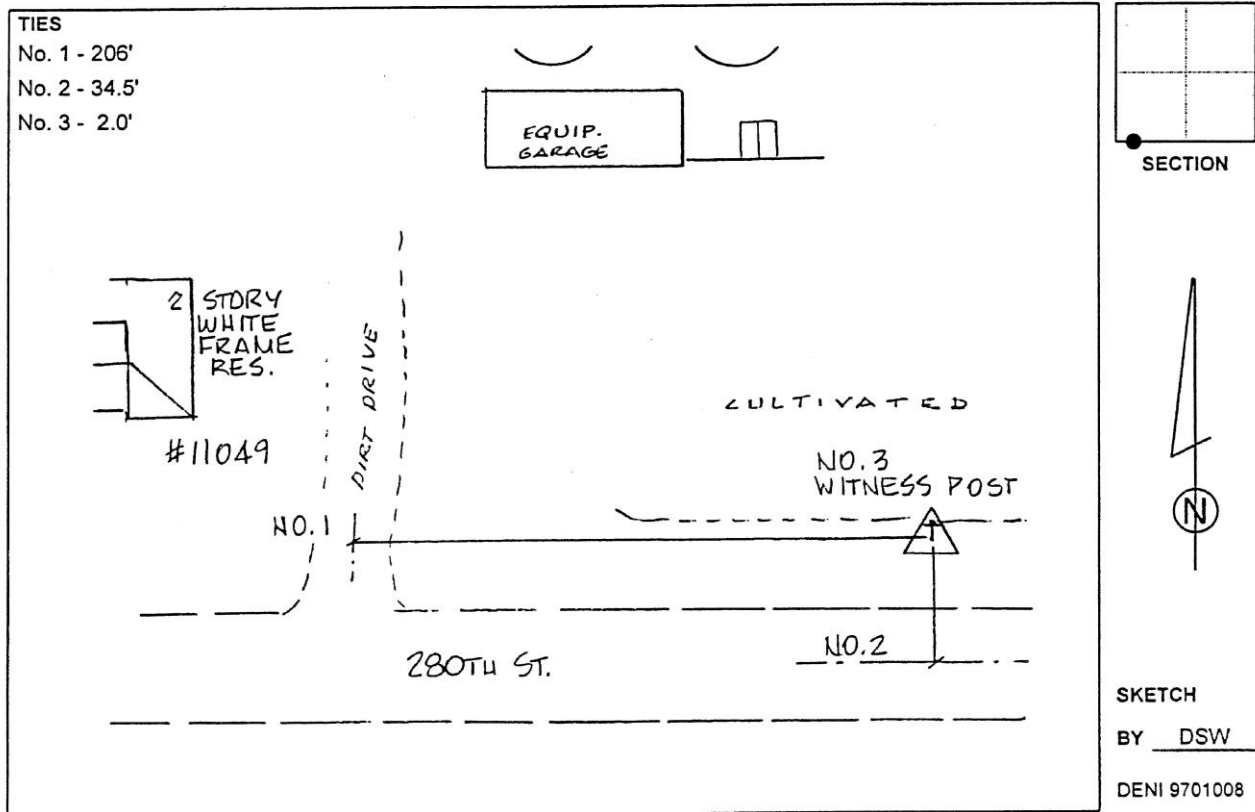 TIES
No. 1 - 206'
No. 2 - 34.5'
No. 3 - 2.0'
EQUIP.
GARAGE
SECTION
2 STORY
WHITE
FRAME
RES.
#11049
DIRT DRIVE
CULTIVATED
NO.3
WITNESS POST
NO.1
N
280TH ST.
NO.2
SKETCH
BY DSW
DENI 9701008